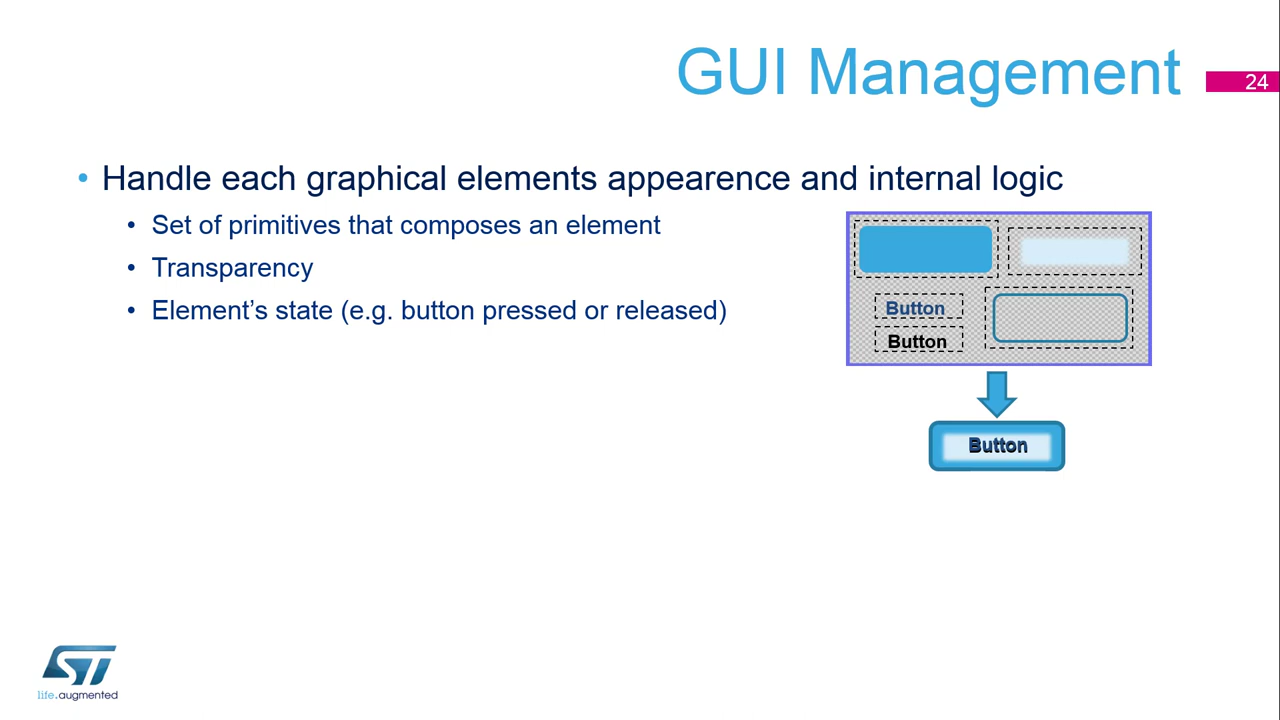 GUI Management
24
• Handle each graphical elements appearence and internal logic
• Set of primitives that composes an element
• Transparency
• Element’s state (e.g. button pressed or released)
Button
Button
Button
ST
life.augmented